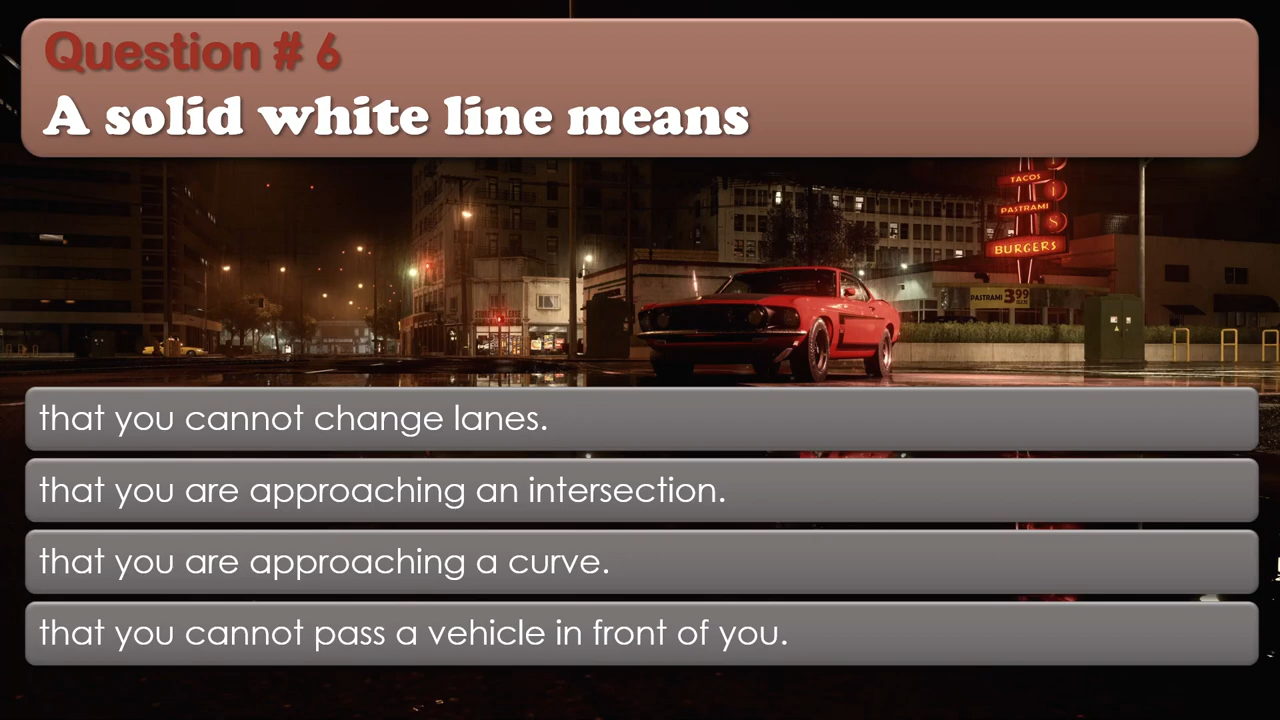 Question # 6
A solid white line means
TACOS
PASTRAMI
BURGERS
PASTRAMI 3.99
that you cannot change lanes.
that you are approaching an intersection.
that you are approaching a curve.
that you cannot pass a vehicle in front of you.